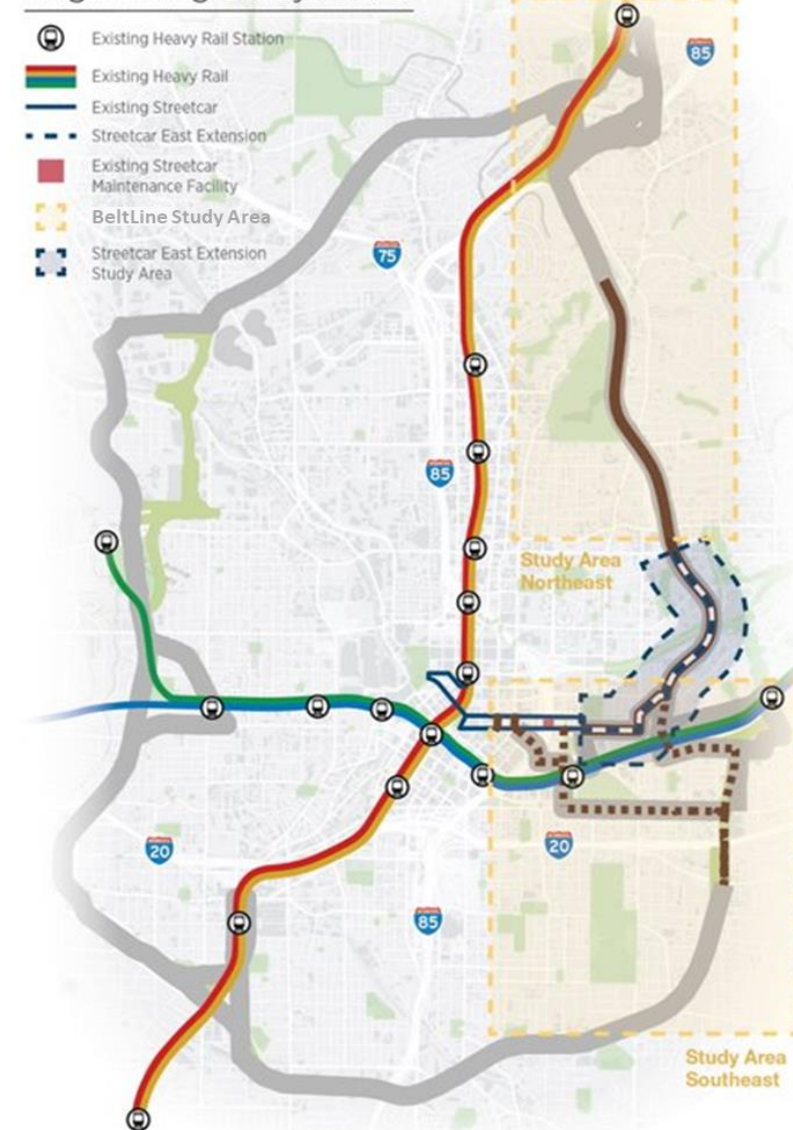 Existing Heavy Rail Station
Existing Heavy Rail
Existing Streetcar
Streetcar East Extension
Existing Streetcar
Maintenance Facility
BeltLine Study Area
Streetcar East Extension
Study Area
85
75
85
Study Area
Northeast
20
20
85
Study Area
Southeast